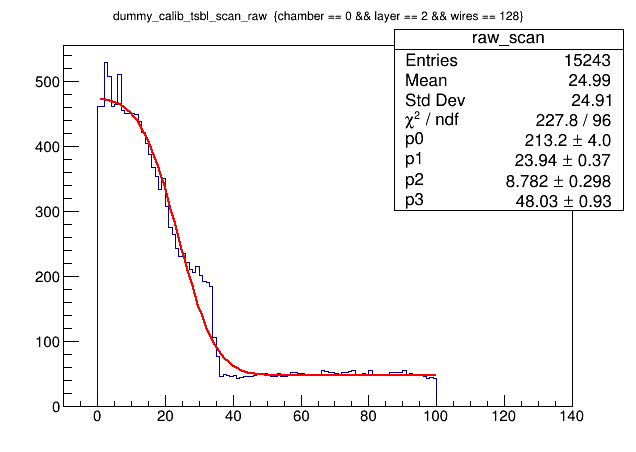 dummy_calib_tsbl_scan_raw {chamber == 0 && layer == 2 && wires == 128}
raw_scan
Entries 15243
Mean 24.99
Std Dev 24.91
χ² / ndf 227.8 / 96
p0 213.2 ± 4.0
p1 23.94 ± 0.37
p2 8.782 ± 0.298
p3 48.03 ± 0.93
500
400
300
200
100
0
0 20 40 60 80 100 120 140